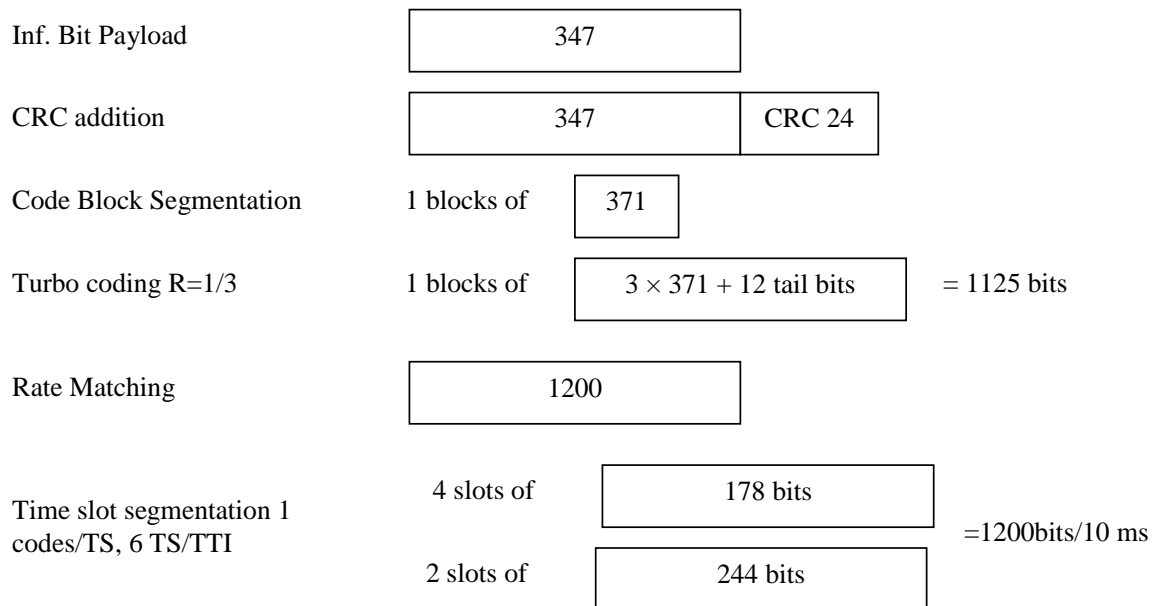 Inf. Bit Payload 347
CRC addition 347 CRC 24
Code Block Segmentation 1 blocks of 371
Turbo coding R=1/3 1 blocks of 3 × 371 + 12 tail bits = 1125 bits
Rate Matching 1200
4 slots of 178 bits
Time slot segmentation 1
codes/TS, 6 TS/TTI
=1200bits/10 ms
2 slots of 244 bits